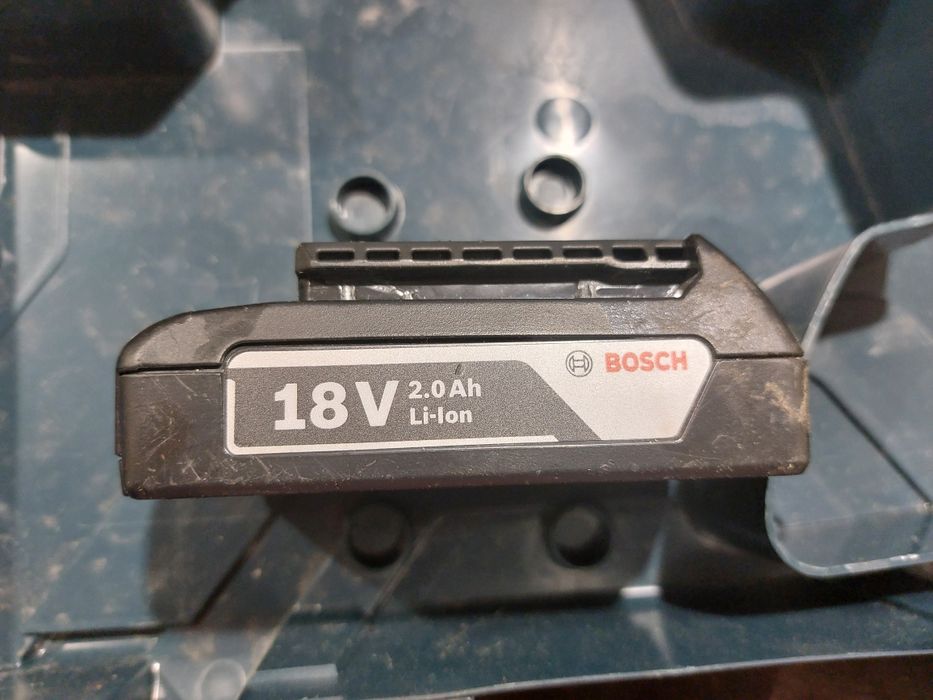 18V
2.0 Ah
Li-Ion
BOSCH